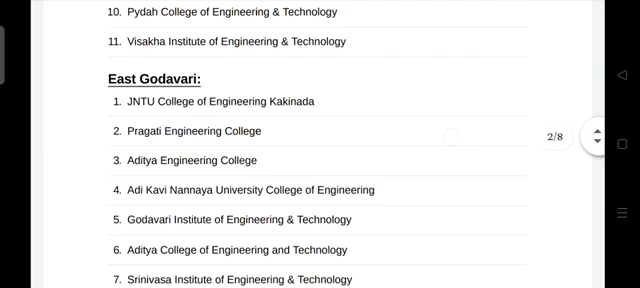 10. Pydah College of Engineering & Technology
11. Visakha Institute of Engineering & Technology
East Godavari:
1. JNTU College of Engineering Kakinada
2. Pragati Engineering College
2/8
3. Aditya Engineering College
4. Adi Kavi Nannaya University College of Engineering
5. Godavari Institute of Engineering & Technology
6. Aditya College of Engineering and Technology
7. Srinivasa Institute of Engineering & Technology